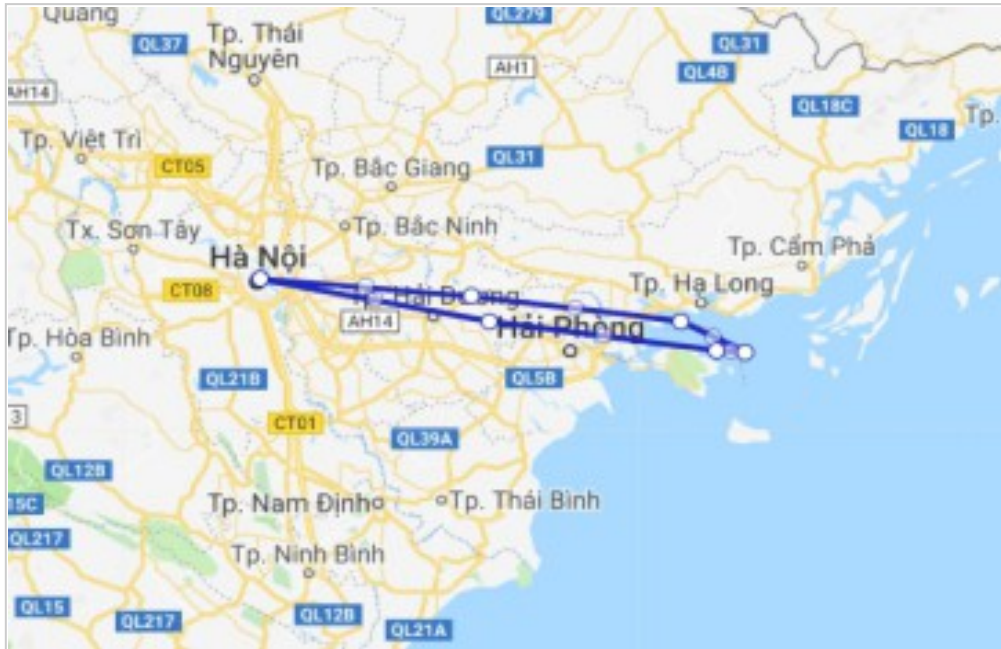 Quang
QL279
QL37
Tp. Thái
Nguyên
QL31
AH1
QL4B
AH14
QL18C
Tp.
QL18
Tp. Việt Trì
CT05
QL31
Tp. Bắc Giang
Tx. Sơn Tây
Tp. Bắc Ninh
Hà Nội
Tp. Cẩm Phả
CT08
Tp. Hạ Long
AH14
Hải Phòng
Tp. Hòa Bình
QL21B
QL5B
3
CT01
QL39A
QL12B
15C
Tp. Nam Định
Tp. Thái Bình
QL217
Tp. Ninh Bình
QL15
QL217
QL12B
QL21A